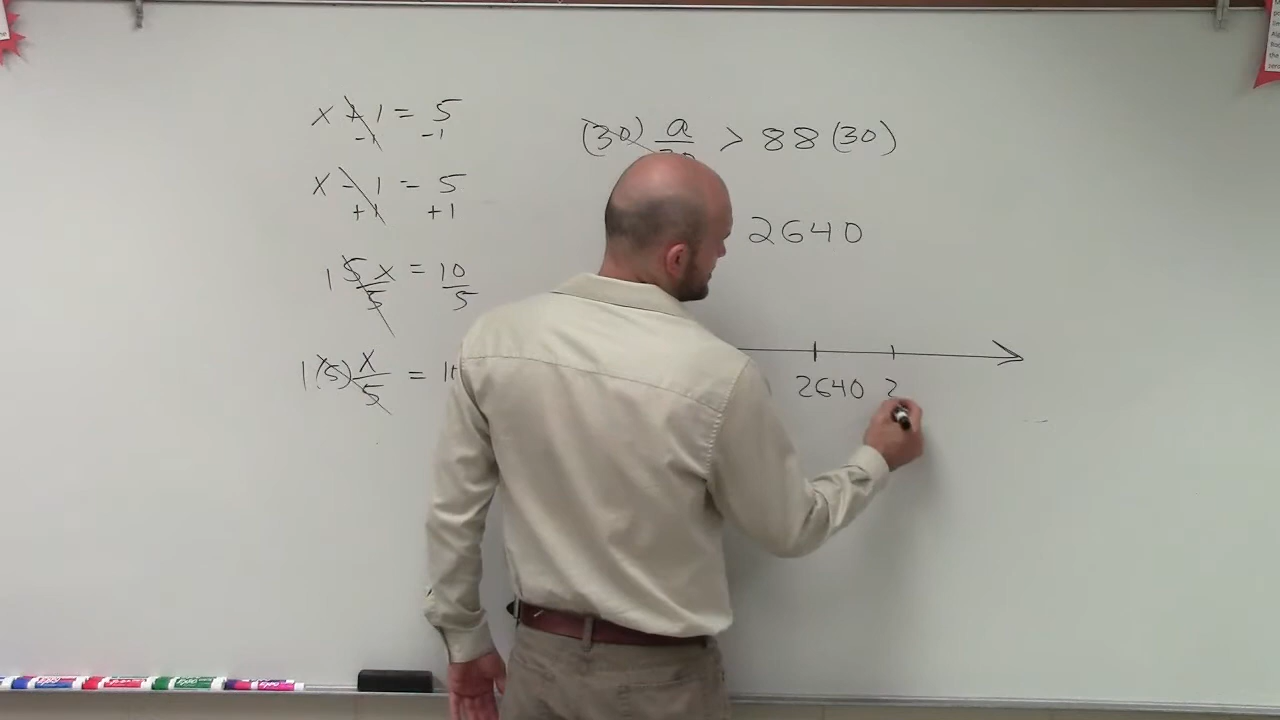 x + 1 = 5
-1 -1
x - 1 = 5
+1 +1
1 5x = 10
5 5
1 (5) x =
5
(30) a > 88 (30)
2640
2640 2